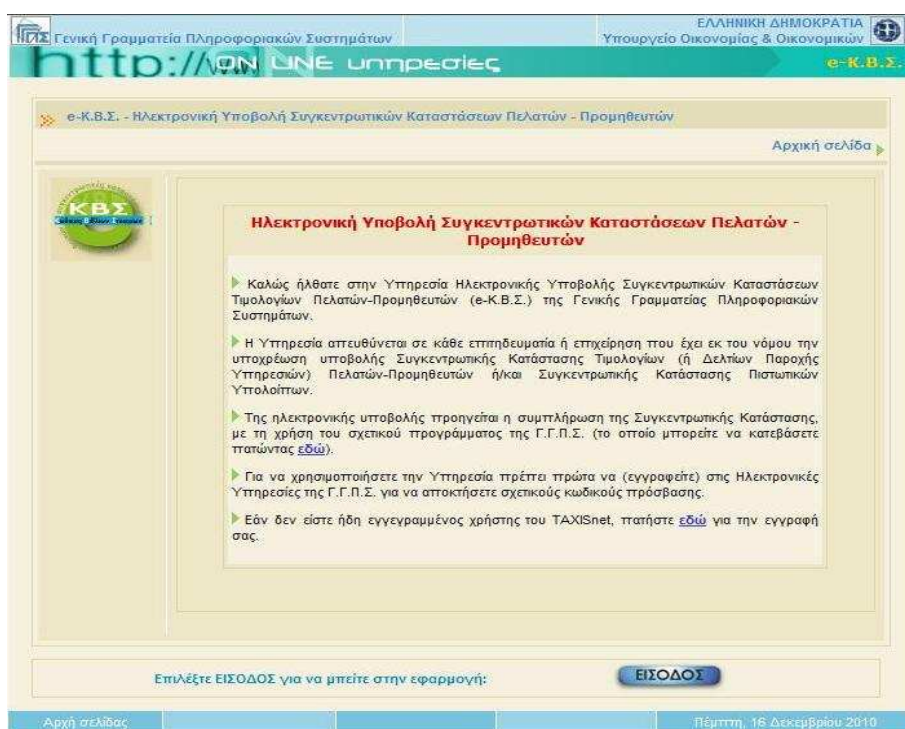 ΓΓΠΣ Γενική Γραμματεία Πληροφοριακών Συστημάτων
ΕΛΛΗΝΙΚΗ ΔΗΜΟΚΡΑΤΙΑ
Υπουργείο Οικονομίας & Οικονομικών
http://www
ON LINE υπηρεσίες
e-Κ.Β.Σ.
e-Κ.Β.Σ. - Ηλεκτρονική Υποβολή Συγκεντρωτικών Καταστάσεων Πελατών - Προμηθευτών
Αρχική σελίδα
ΚΒΣ
Ηλεκτρονική Υποβολή Συγκεντρωτικών Καταστάσεων Πελατών -
Προμηθευτών
Καλώς ήλθατε στην Υπηρεσία Ηλεκτρονικής Υποβολής Συγκεντρωτικών Καταστάσεων
Τιμολογίων Πελατών-Προμηθευτών (e-Κ.Β.Σ.) της Γενικής Γραμματείας Πληροφοριακών
Συστημάτων.
Η Υπηρεσία απευθύνεται σε κάθε επιτηδευματία ή επιχείρηση που έχει εκ του νόμου την
υποχρέωση υποβολής Συγκεντρωτικής Κατάστασης Τιμολογίων (ή Δελτίων Παροχής
Υπηρεσιών) Πελατών-Προμηθευτών ή/και Συγκεντρωτικής Κατάστασης Πιστωτικών
Υπολοίπων.
Της ηλεκτρονικής υποβολής προηγείται η συμπλήρωση της Συγκεντρωτικής Κατάστασης,
με τη χρήση του σχετικού προγράμματος της Γ.Γ.Π.Σ. (το οποίο μπορείτε να κατεβάσετε
πατώντας εδώ).
Για να χρησιμοποιήσετε την Υπηρεσία πρέπει πρώτα να (εγγραφείτε) στις Ηλεκτρονικές
Υπηρεσίες της Γ.Γ.Π.Σ. για να αποκτήσετε σχετικούς κωδικούς πρόσβασης.
Εάν δεν είστε ήδη εγγεγραμμένος χρήστης του TAXISnet, πατήστε εδώ για την εγγραφή
σας.
Επιλέξτε ΕΙΣΟΔΟΣ για να μπείτε στην εφαρμογή:
ΕΙΣΟΔΟΣ
Αρχή σελίδας
Πέμπτη, 16 Δεκεμβρίου 2010